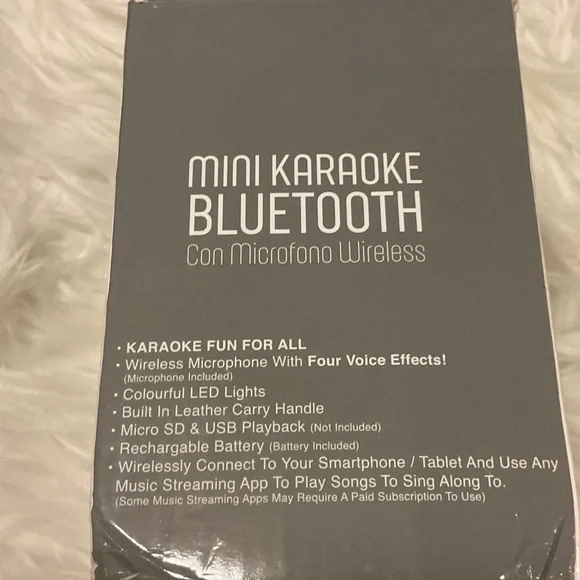 MINI KARAOKE
BLUETOOTH
Con Microfono Wireless
• KARAOKE FUN FOR ALL
• Wireless Microphone With Four Voice Effects!
(Microphone Included)
• Colourful LED Lights
• Built In Leather Carry Handle
• Micro SD & USB Playback (Not Included)
• Rechargable Battery (Battery Included)
• Wirelessly Connect To Your Smartphone / Tablet And Use Any
Music Streaming App To Play Songs To Sing Along To.
(Some Music Streaming Apps May Require A Paid Subscription To Use)